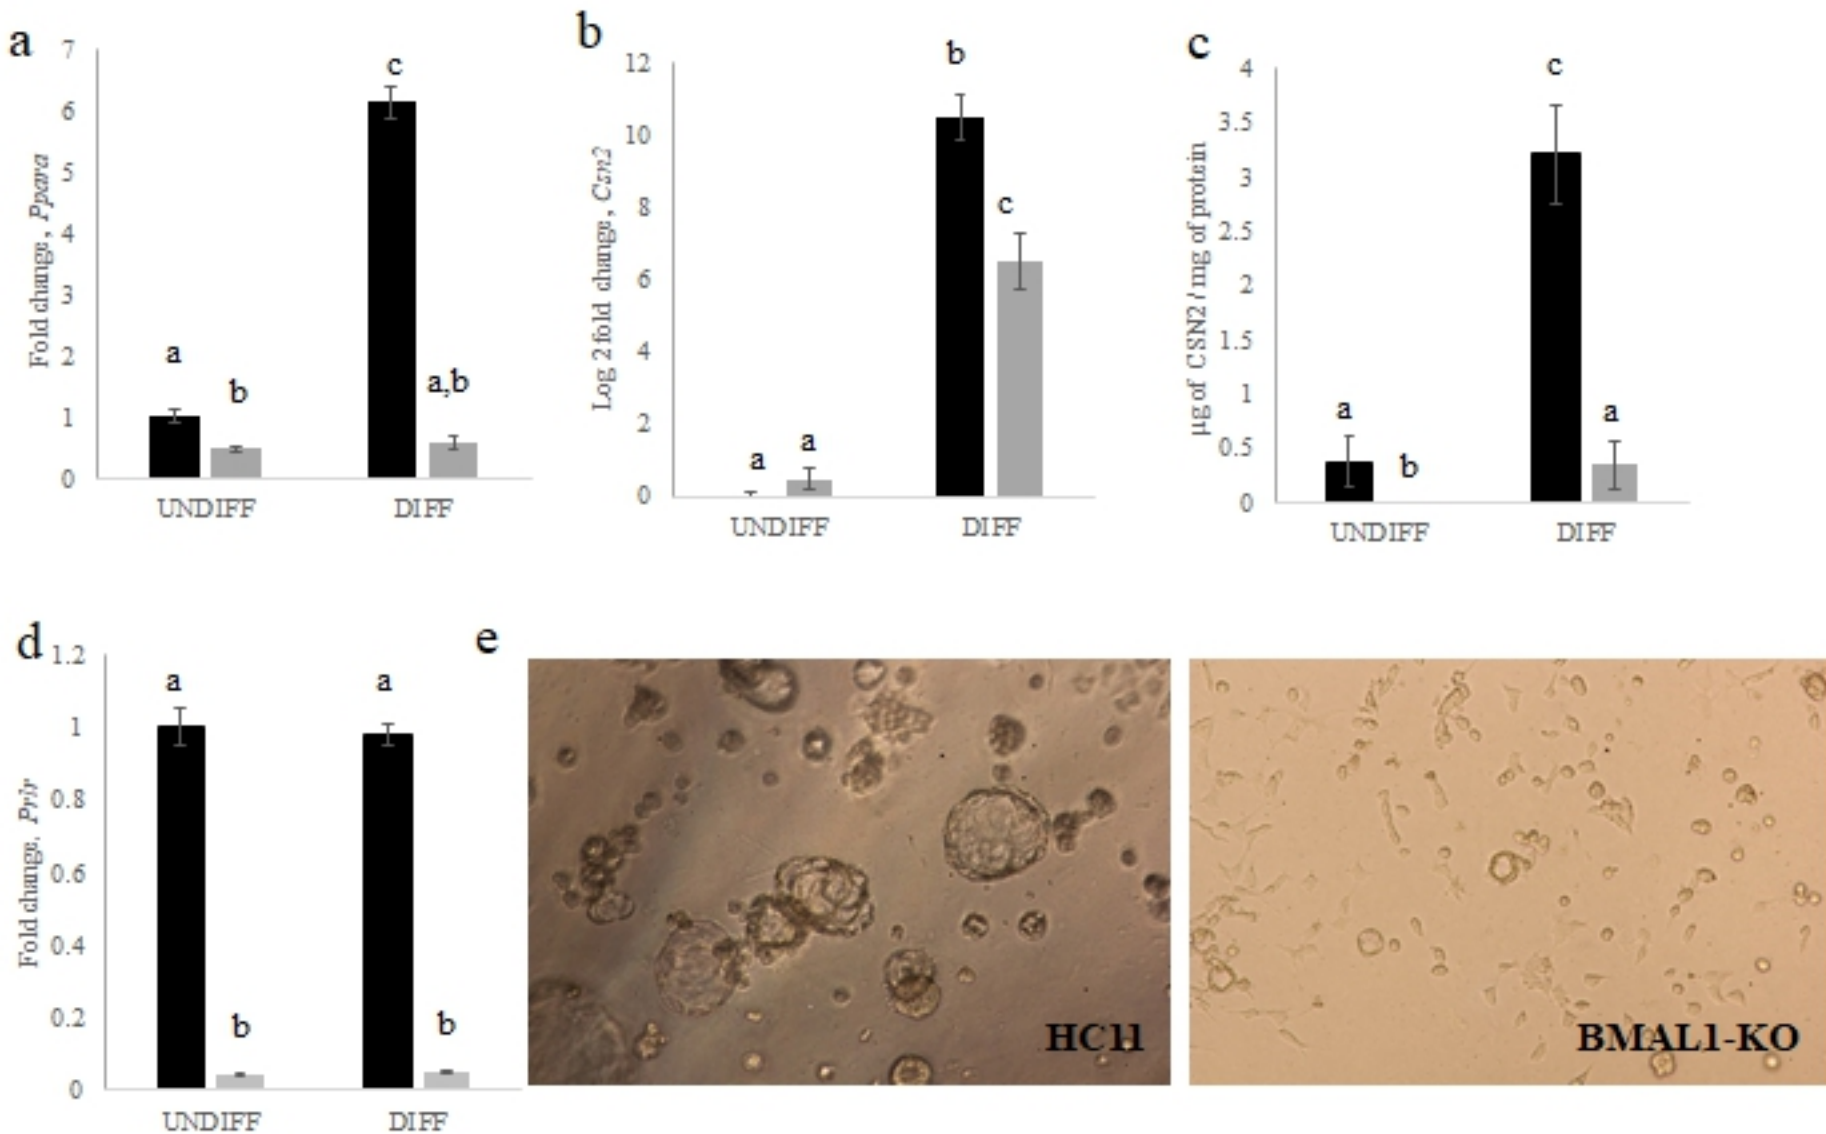 a
Fold change, Ppara
7
6
5
4
3
2
1
0
c
a
b
a,b
UNDIFF
DIFF
b
Log 2 fold change, Csn2
12
10
8
6
4
2
0
b
c
a
a
UNDIFF
DIFF
c
µg of CSN2 / mg of protein
4
3.5
3
2.5
2
1.5
1
0.5
0
c
a
b
a
UNDIFF
DIFF
d
Fold change, Prlr
1.2
1
0.8
0.6
0.4
0.2
0
a
a
b
b
UNDIFF
DIFF
e
HC11
BMAL1-KO